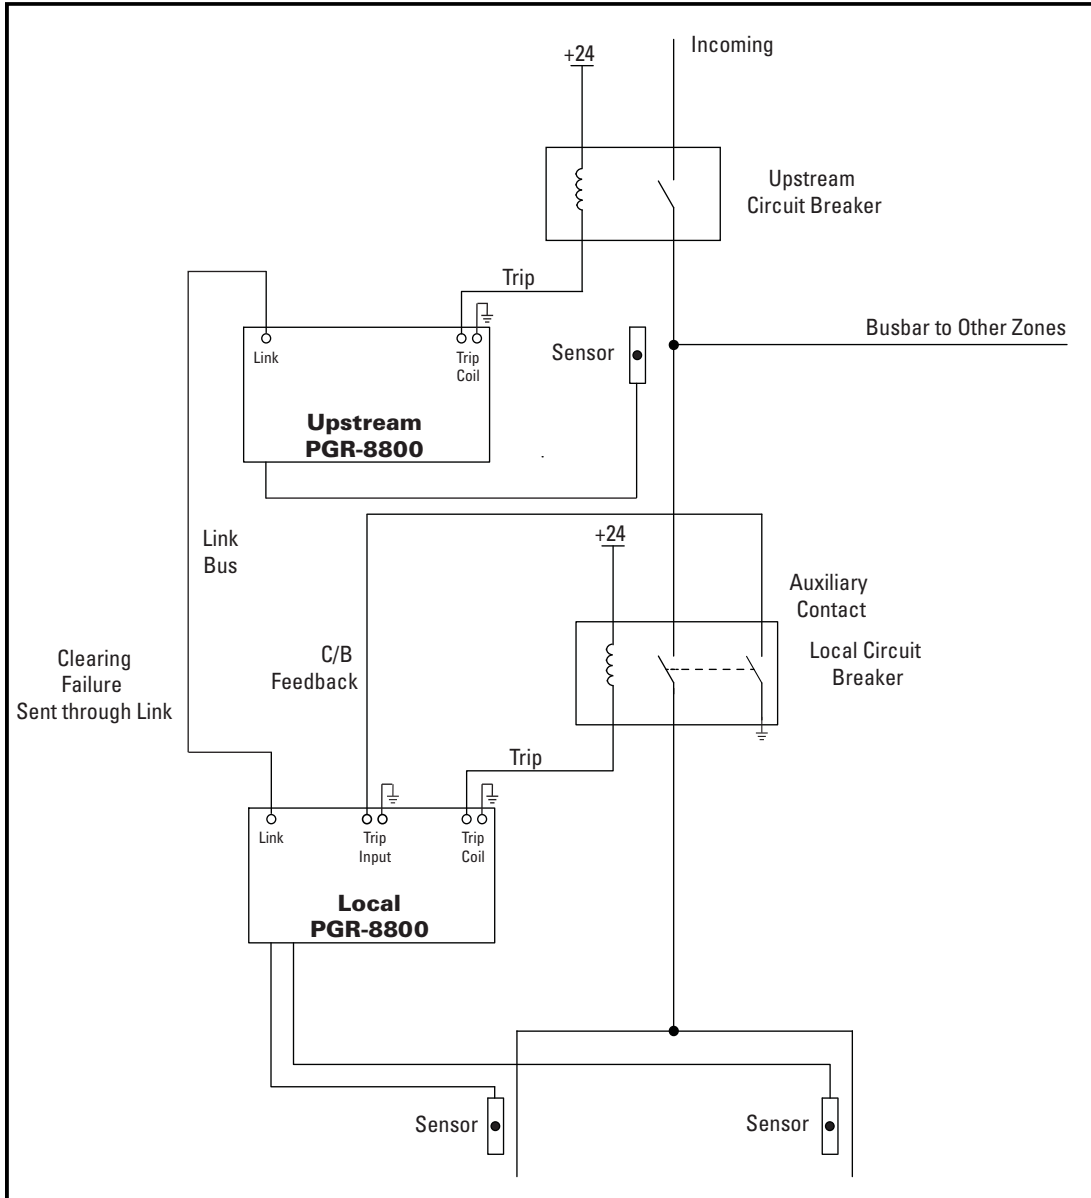 +24
Incoming
Upstream
Circuit Breaker
Trip
Busbar to Other Zones
Sensor
Link
Trip
Coil
Upstream
PGR-8800
Link
Bus
+24
Auxiliary
Contact
Local Circuit
Breaker
C/B
Feedback
Clearing
Failure
Sent through Link
Trip
Link
Trip
Input
Trip
Coil
Local
PGR-8800
Sensor
Sensor